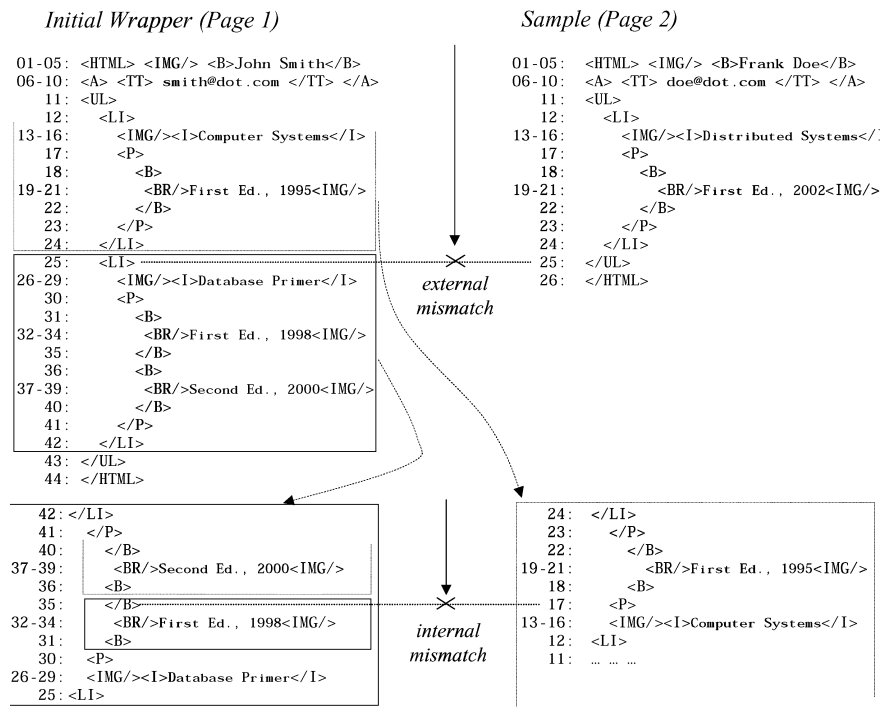 Initial Wrapper (Page 1)
01-05: <HTML> <IMG/> <B>John Smith</B>
06-10: <A> <TT> smith@dot.com </TT> </A>
11: <UL>
12: <LI>
13-16: <IMG/><I>Computer Systems</I>
17: <P>
18: <B>
19-21: <BR/>First Ed., 1995<IMG/>
22: </B>
23: </P>
24: </LI>
25: <LI>
26-29: <IMG/><I>Database Primer</I>
30: <P>
31: <B>
32-34: <BR/>First Ed., 1998<IMG/>
35: </B>
36: <B>
37-39: <BR/>Second Ed., 2000<IMG/>
40: </B>
41: </P>
42: </LI>
43: </UL>
44: </HTML>
Sample (Page 2)
01-05: <HTML> <IMG/> <B>Frank Doe</B>
06-10: <A> <TT> doe@dot.com </TT> </A>
11: <UL>
12: <LI>
13-16: <IMG/><I>Distributed Systems</I
17: <P>
18: <B>
19-21: <BR/>First Ed., 2002<IMG/>
22: </B>
23: </P>
24: </LI>
25: </UL>
26: </HTML>
external
mismatch
42: </LI>
41: </P>
40: </B>
37-39: <BR/>Second Ed., 2000<IMG/>
36: <B>
35: </B>
32-34: <BR/>First Ed., 1998<IMG/>
31: <B>
30: <P>
26-29: <IMG/><I>Database Primer</I>
25: <LI>
internal
mismatch
24: </LI>
23: </P>
22: </B>
19-21: <BR/>First Ed., 1995<IMG/>
18: <B>
17: <P>
13-16: <IMG/><I>Computer Systems</I>
12: <LI>
11: … … …